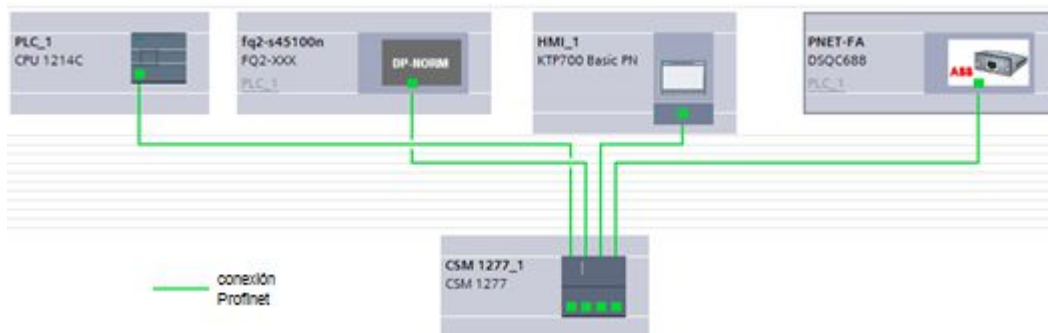 PLC_1
CPU 1214C
PLC_1
fq2-s45100n
FQ2-XXX
DP-NORM
PLC_1
HMI_1
KTP700 Basic PN
PNET-FA
DSQC688
ABB
PLC_1
CSM 1277_1
CSM 1277
conexión
Profinet